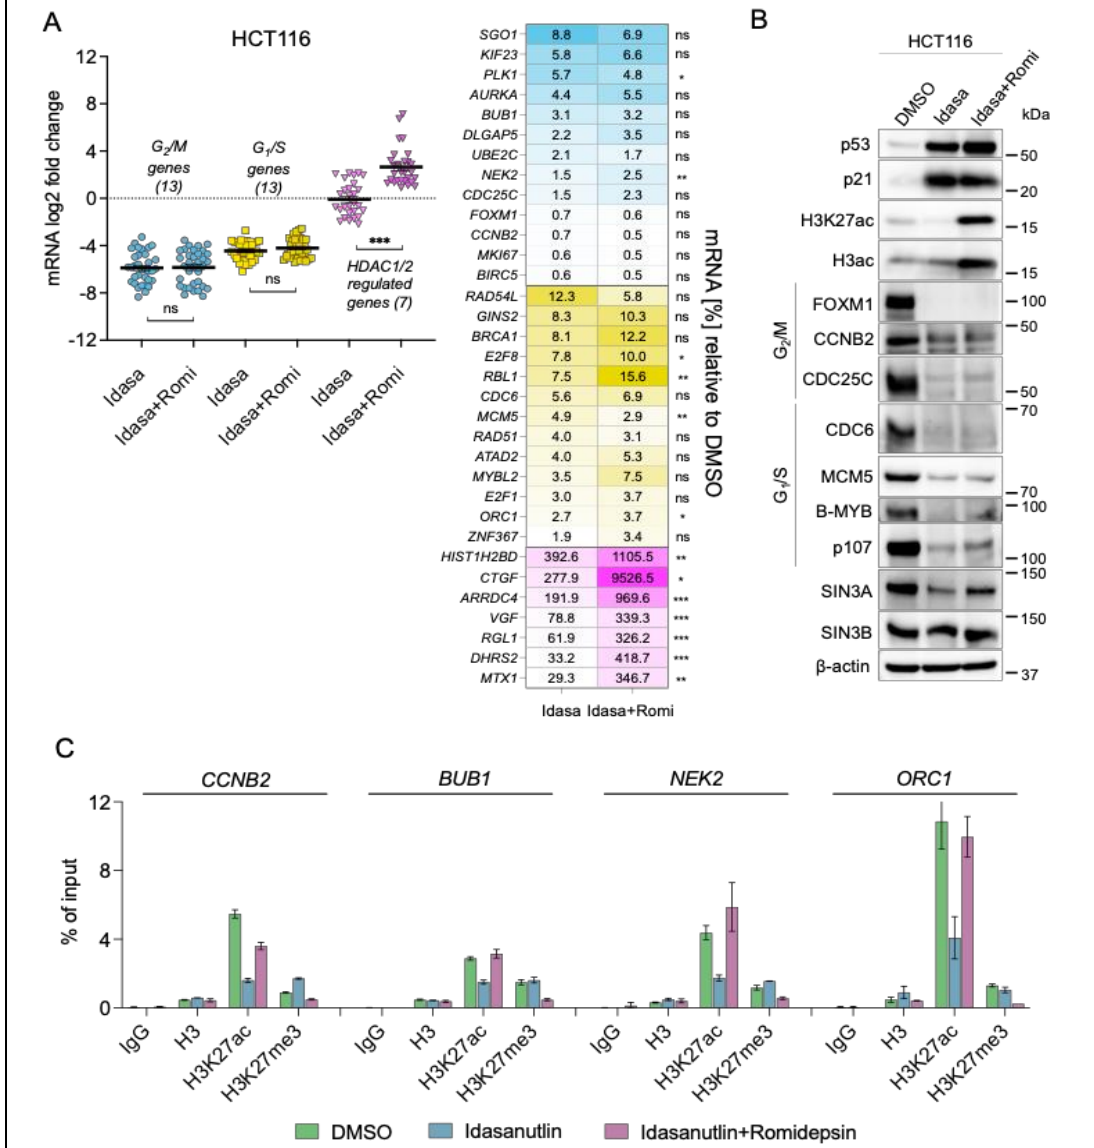 A
HCT116
mRNA log2 fold change
12
8
4
0
-4
-8
-12
G2/M
genes
(13)
G1/S
genes
(13)
ns
ns
***
HDAC1/2
regulated
genes (7)
Idasa
Idasa+Romi
Idasa
Idasa+Romi
Idasa
Idasa+Romi
SGO1 8.8 6.9 ns
KIF23 5.8 6.6 ns
PLK1 5.7 4.8 *
AURKA 4.4 5.5 ns
BUB1 3.1 3.2 ns
DLGAP5 2.2 3.5 ns
UBE2C 2.1 1.7 ns
NEK2 1.5 2.5 **
CDC25C 1.5 2.3 ns
FOXM1 0.7 0.6 ns
CCNB2 0.7 0.5 ns
MKI67 0.6 0.5 ns
BIRC5 0.6 0.5 ns
RAD54L 12.3 5.8 ns
GINS2 8.3 10.3 ns
BRCA1 8.1 12.2 ns
E2F8 7.8 10.0 *
RBL1 7.5 15.6 **
CDC6 5.6 6.9 ns
MCM5 4.9 2.9 **
RAD51 4.0 3.1 ns
ATAD2 4.0 5.3 ns
MYBL2 3.5 7.5 ns
E2F1 3.0 3.7 ns
ORC1 2.7 3.7 *
ZNF367 1.9 3.4 ns
HIST1H2BD 392.6 1105.5 **
CTGF 277.9 9526.5 *
ARRDC4 191.9 969.6 ***
VGF 78.8 339.3 ***
RGL1 61.9 326.2 ***
DHRS2 33.2 418.7 ***
MTX1 29.3 346.7 **
Idasa Idasa+Romi
mRNA [%] relative to DMSO
B
HCT116
DMSO
Idasa
Idasa+Romi
kDa
p53
50
p21
20
H3K27ac
15
H3ac
15
G2/M
FOXM1
100
50
CCNB2
CDC25C
50
G1/S
70
CDC6
MCM5
70
100
B-MYB
p107
100
150
SIN3A
SIN3B
150
β-actin
37
C
CCNB2
BUB1
NEK2
ORC1
% of input
12
8
4
0
IgG
H3
H3K27ac
H3K27me3
IgG
H3
H3K27ac
H3K27me3
IgG
H3
H3K27ac
H3K27me3
IgG
H3
H3K27ac
H3K27me3
DMSO
Idasanutlin
Idasanutlin+Romidepsin